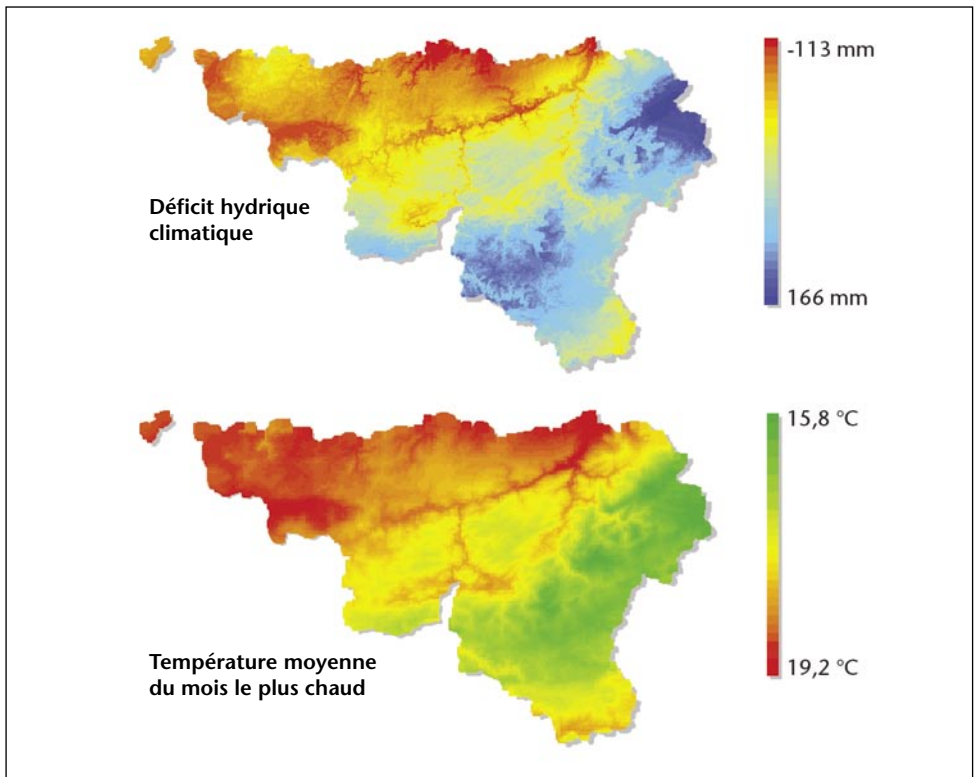 -113 mm
Déficit hydrique
climatique
166 mm
15,8 °C
Température moyenne
du mois le plus chaud
19,2 °C